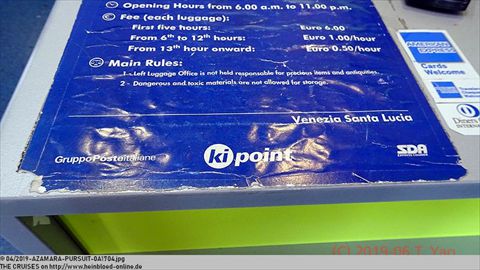 Opening Hours from 6.00 a.m. to 11.00 p.m.
Fee (each luggage):
First five hours: Euro 6.00
From 6th to 12th hours: Euro 1.00/hour
From 13th hour onward: Euro 0.50/hour
Main Rules:
1 - Left Luggage Office is not held responsible for precious items and antiquities.
2 - Dangerous and toxic materials are not allowed for storage.
Venezia Santa Lucia
GruppoPosteitaliane
kipoint
SDA
EXPRESS COURIER
AMERICAN
EXPRESS
Cards
Welcome
Diners
INTERN
(C) 2019-06 T. Yan
© 04/2019-AZAMARA-PURSUIT-0A1704.jpg
THE CRUISES on http://www.heinbloed-online.de